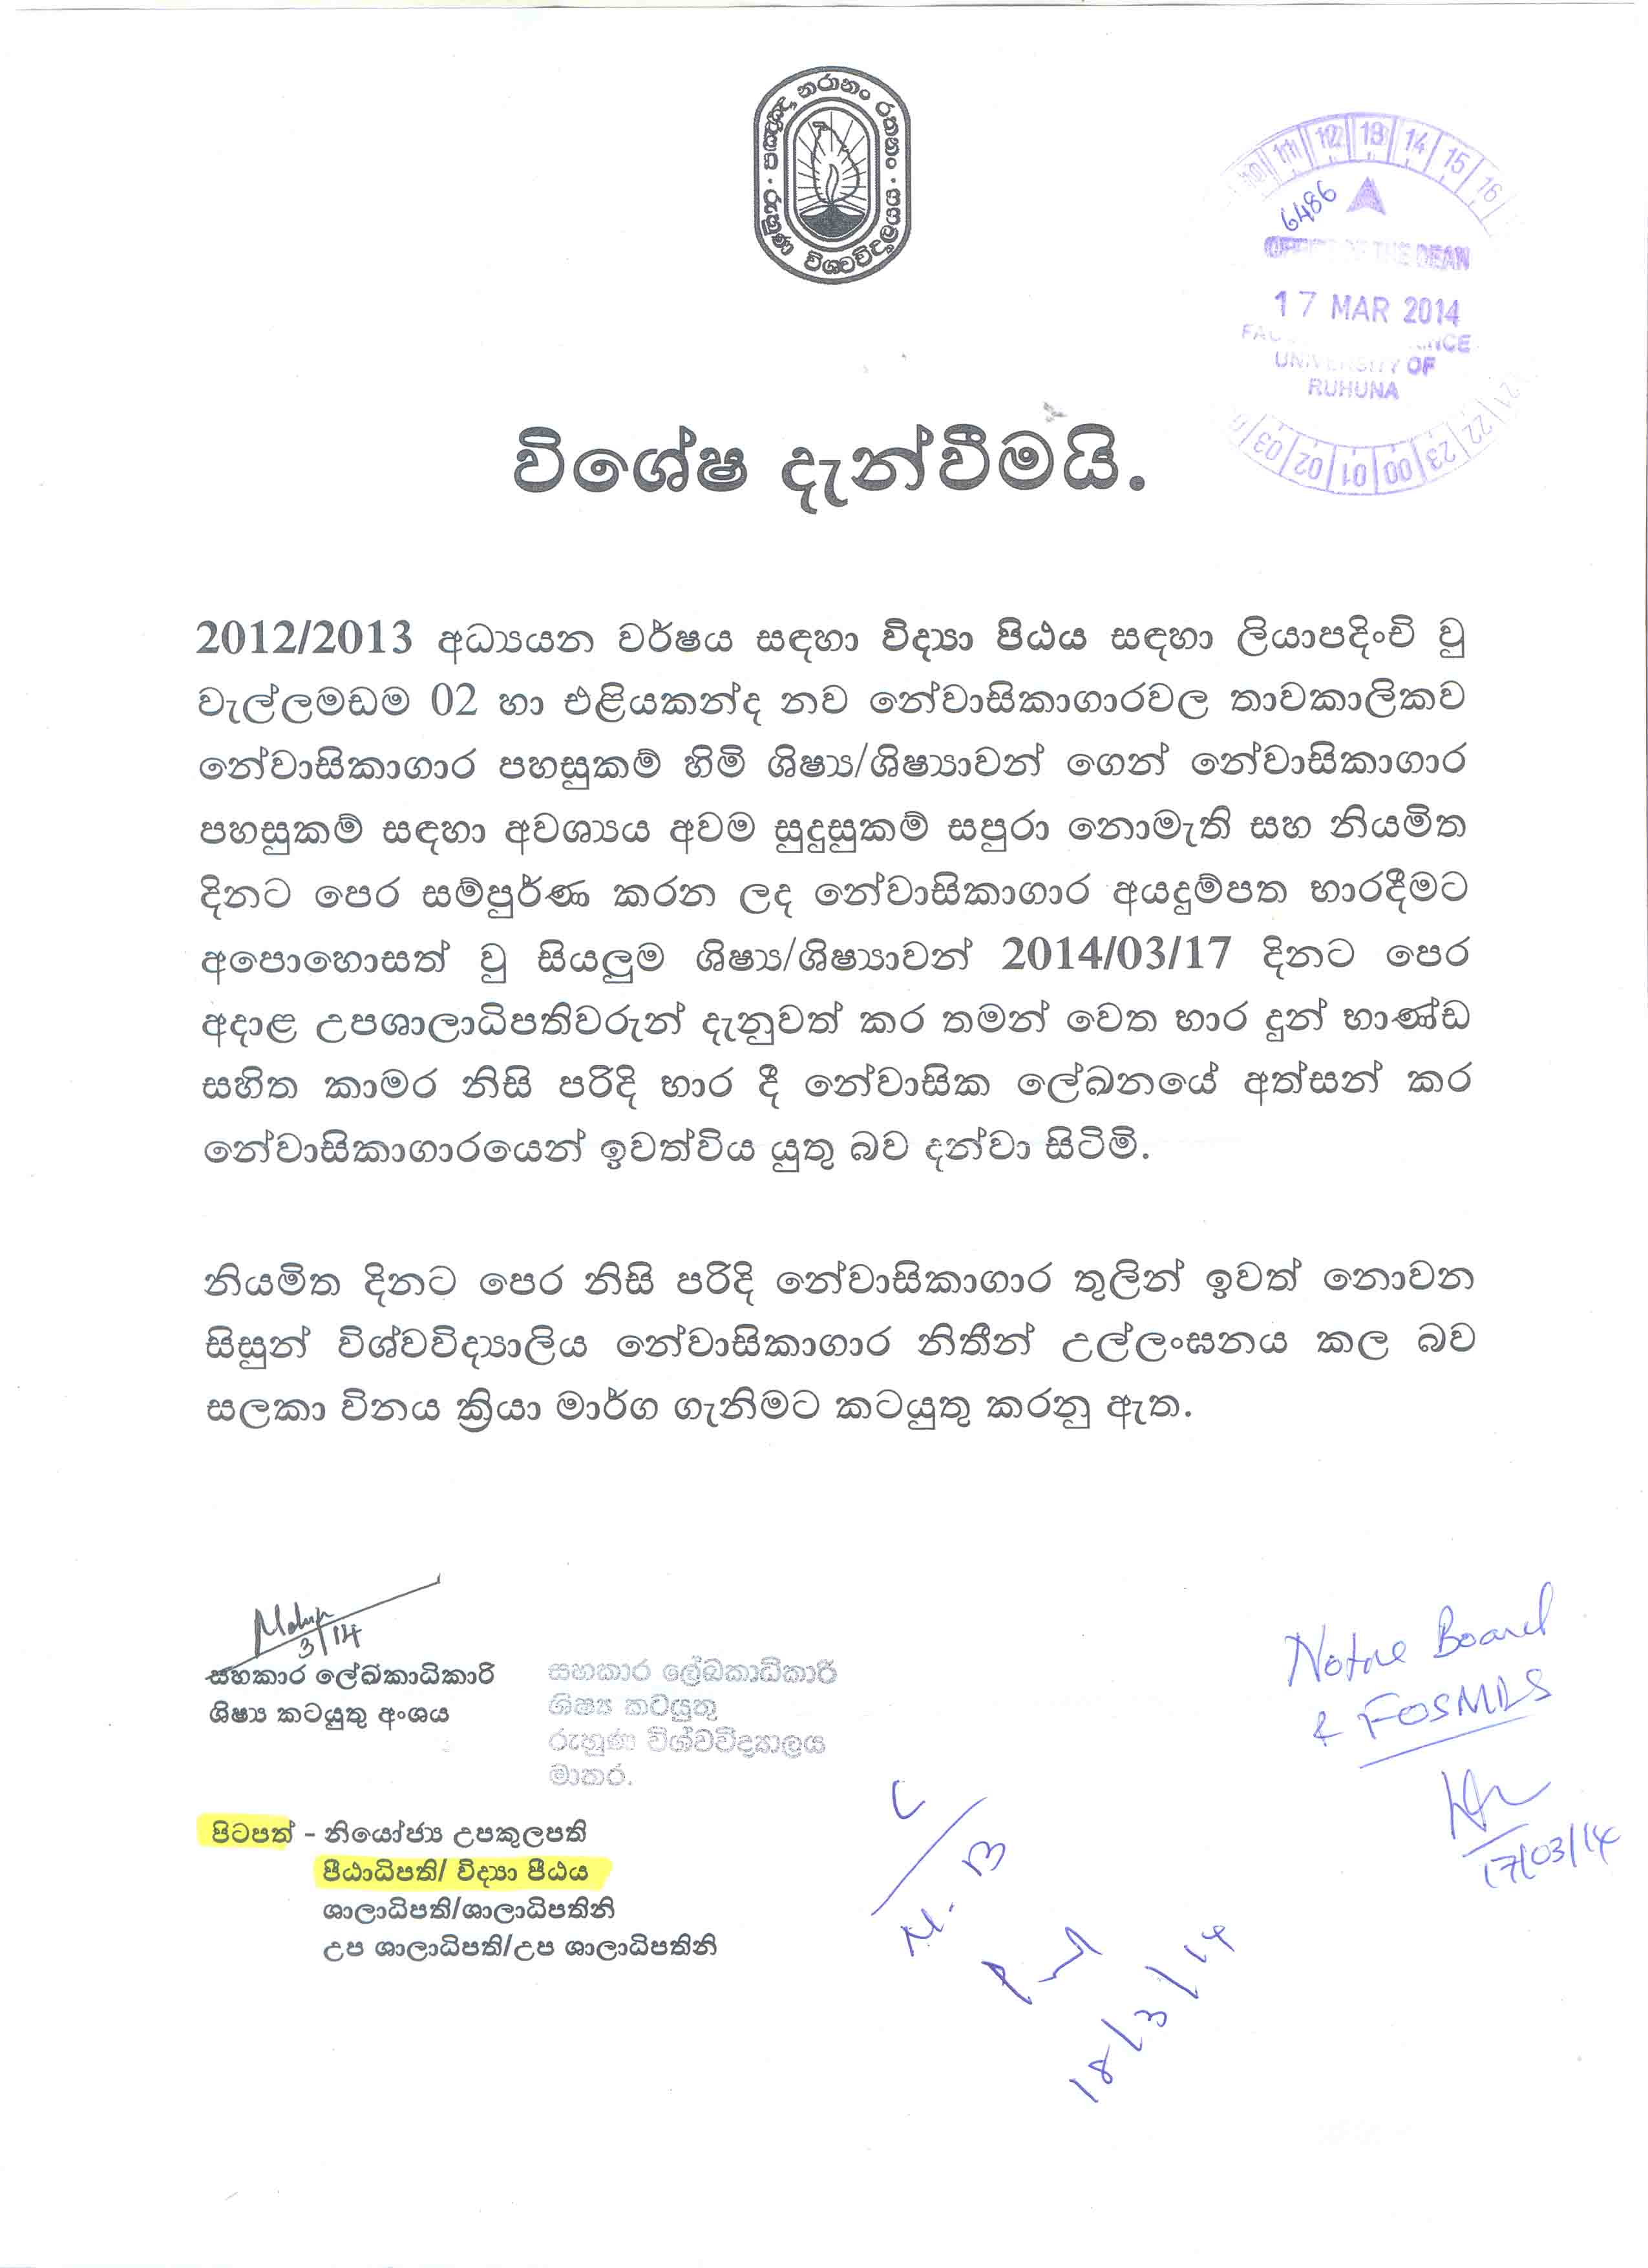 පඤ්ඤා නරානං රතනං
රුහුණ විශ්වවිද්‍යාලය
10 11 12 13 14 15 16
6486
OFFICE OF THE DEAN
17 MAR 2014
UNIVERSITY OF
RUHUNA
03 02 01 00 23 22 21
විශේෂ දැන්වීමයි.
2012/2013 අධ්‍යයන වර්ෂය සඳහා විද්‍යා පිඨය සඳහා ලියාපදිංචි වු
වැල්ලමඩම 02 හා එළියකන්ද නව නේවාසිකාගාරවල තාවකාලිකව
නේවාසිකාගාර පහසුකම් හිමි ශිෂ්‍ය/ශිෂ්‍යාවන් ගෙන් නේවාසිකාගාර
පහසුකම් සඳහා අවශ්‍යය අවම සුදුසුකම් සපුරා නොමැති සහ නියමිත
දිනට පෙර සම්පුර්ණ කරන ලද නේවාසිකාගාර අයදුම්පත භාරදීමට
අපොහොසත් වු සියලුම ශිෂ්‍ය/ශිෂ්‍යාවන් 2014/03/17 දිනට පෙර
අදාළ උපශාලාධිපතිවරුන් දැනුවත් කර තමන් වෙත භාර දුන් භාණ්ඩ
සහිත කාමර නිසි පරිදි භාර දී නේවාසික ලේඛනයේ අත්සන් කර
නේවාසිකාගාරයෙන් ඉවත්විය යුතු බව දන්වා සිටිමි.
නියමිත දිනට පෙර නිසි පරිදි නේවාසිකාගාර තුලින් ඉවත් නොවන
සිසුන් විශ්වවිද්‍යාලිය නේවාසිකාගාර නිතීන් උල්ලංඝනය කල බව
සලකා විනය ක්‍රියා මාර්ග ගැනිමට කටයුතු කරනු ඇත.
3/14
සහකාර ලේඛකාධිකාරි
ශිෂ්‍ය කටයුතු අංශය
සහකාර ලේඛකාධිකාරි
ශිෂ්‍ය කටයුතු
රුහුණ විශ්වවිද්‍යාලය
මාතර.
Notice Board
& FOSMIS
17/03/14
පිටපත් - නියෝජ්‍ය උපකුලපති
පීඨාධිපති/ විද්‍යා පීඨය
ශාලාධිපති/ශාලාධිපතිනි
උප ශාලාධිපති/උප ශාලාධිපතිනි
18/3/14